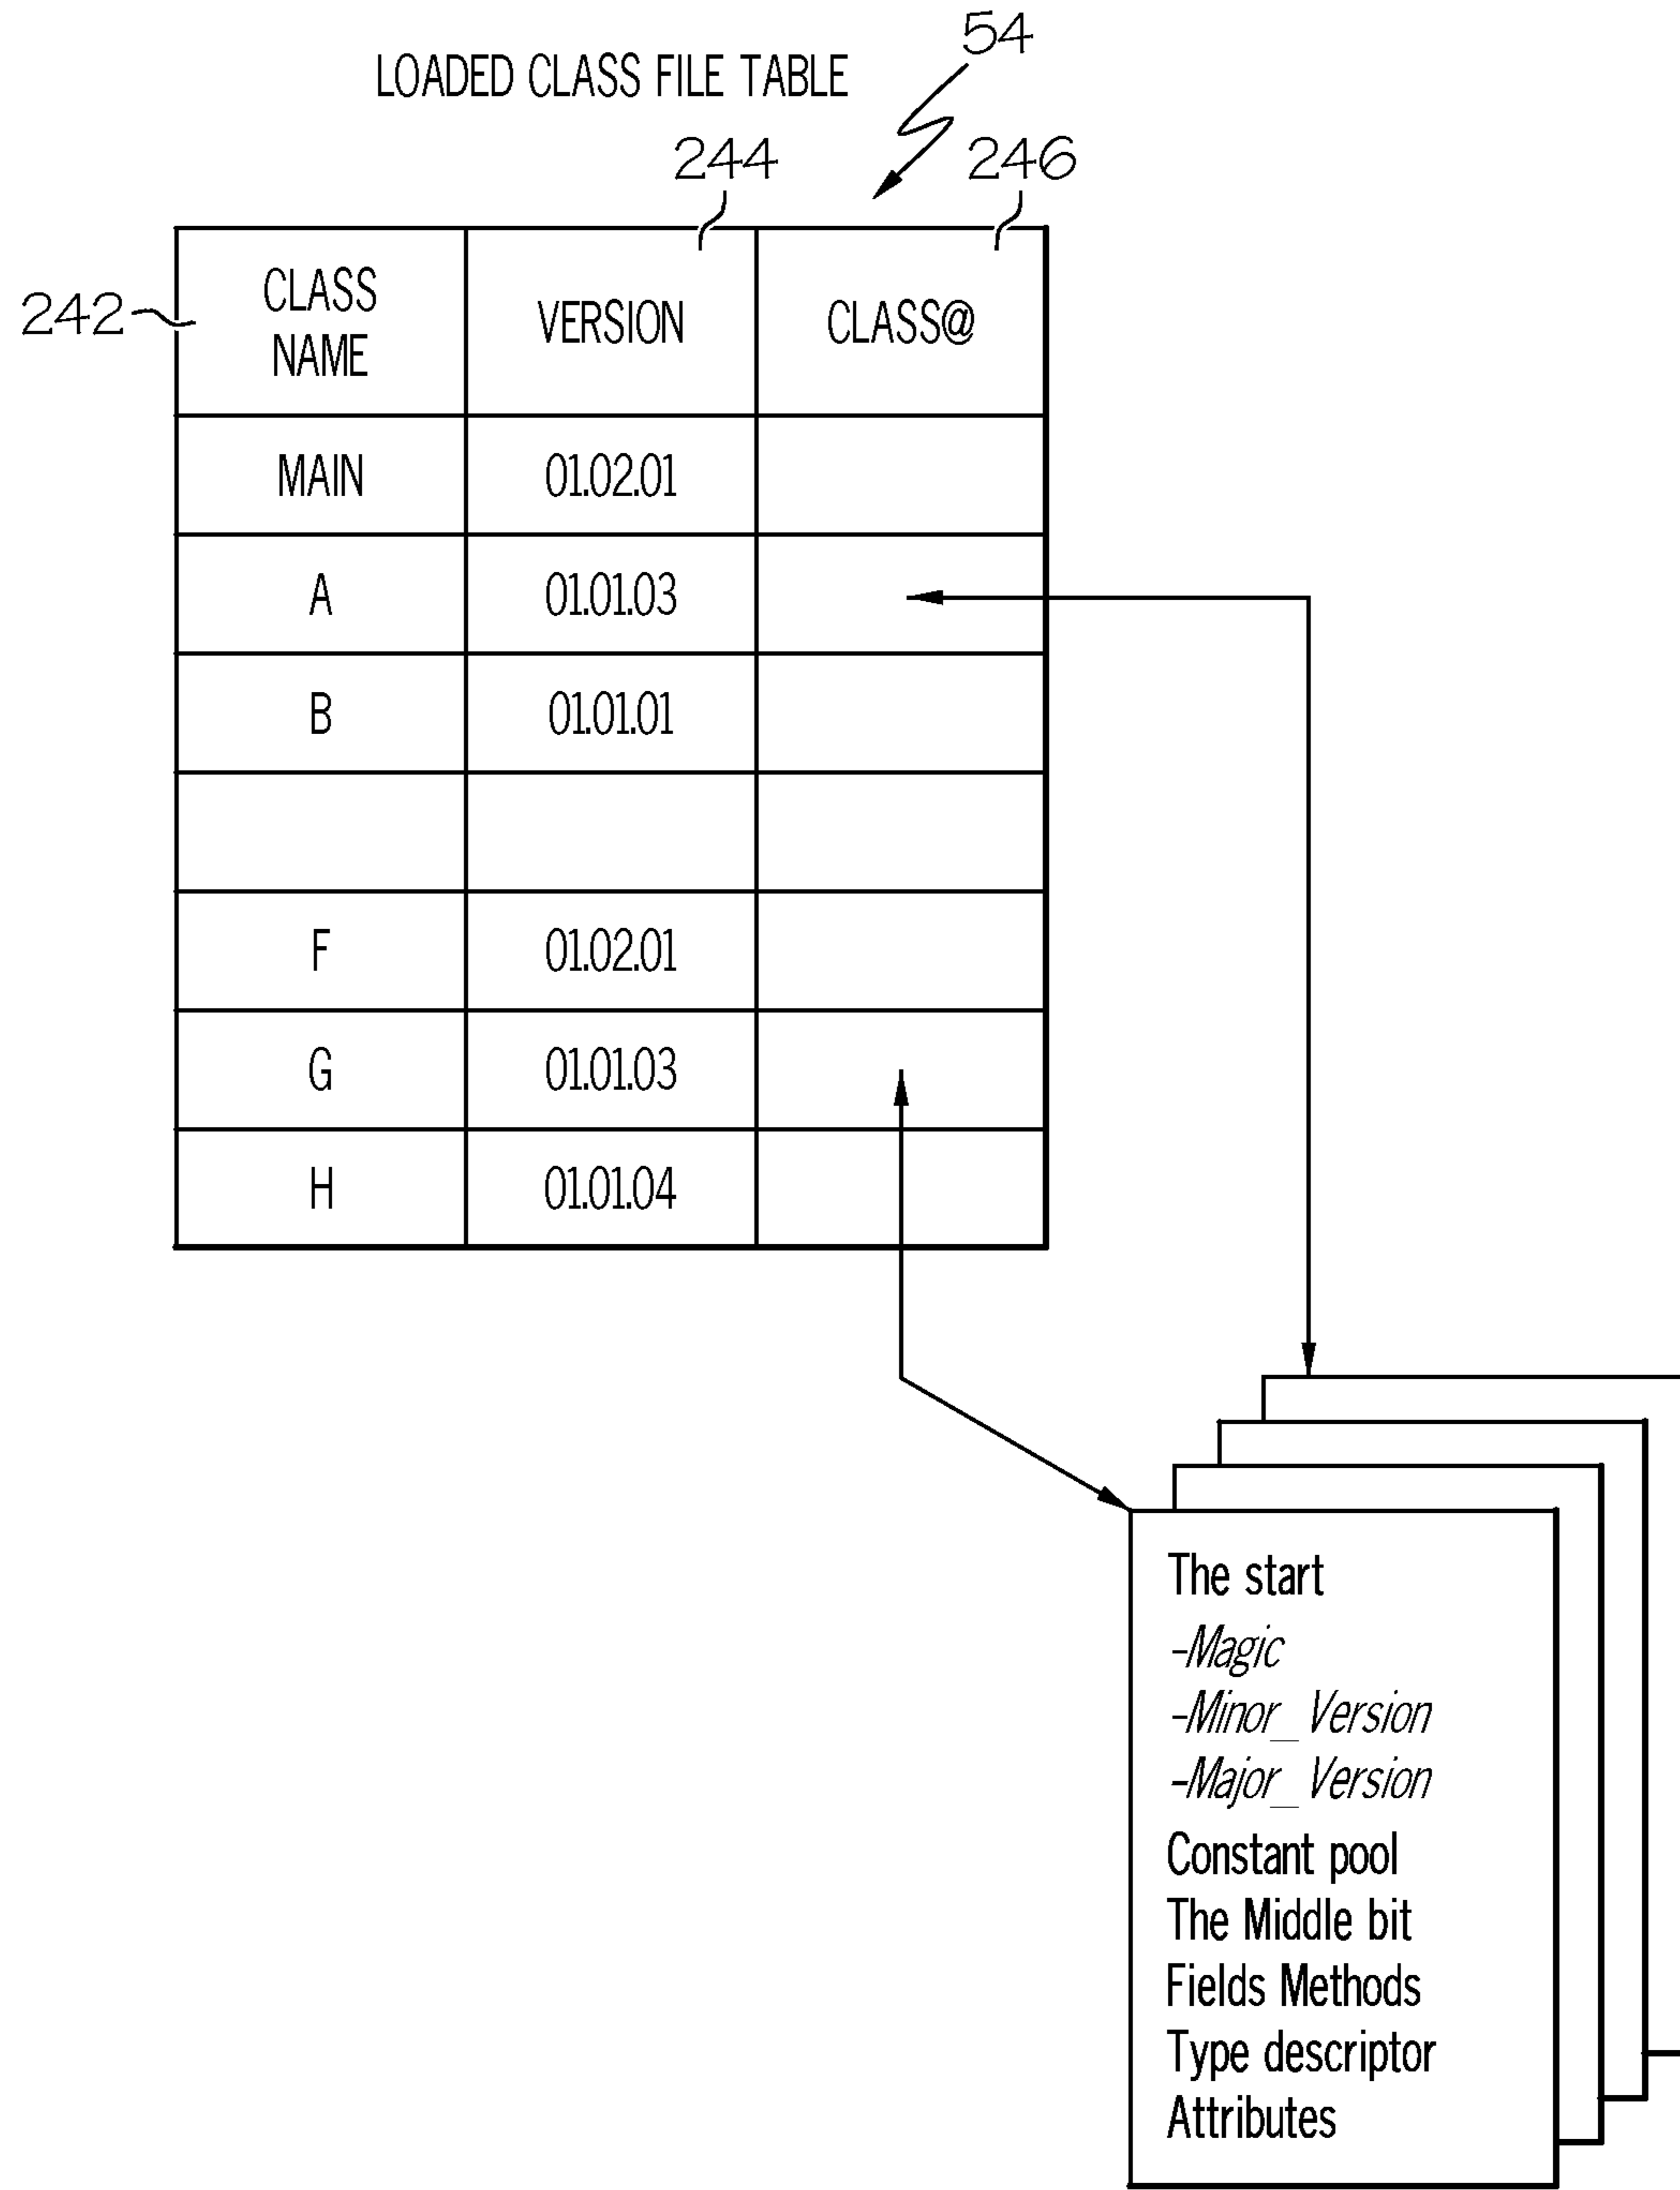 54
LOADED CLASS FILE TABLE
244
246
242
CLASS NAME
VERSION
CLASS@
MAIN
01.02.01
A
01.01.03
B
01.01.01
F
01.02.01
G
01.01.03
H
01.01.04
The start
-Magic
-Minor_Version
-Major_Version
Constant pool
The Middle bit
Fields Methods
Type descriptor
Attributes